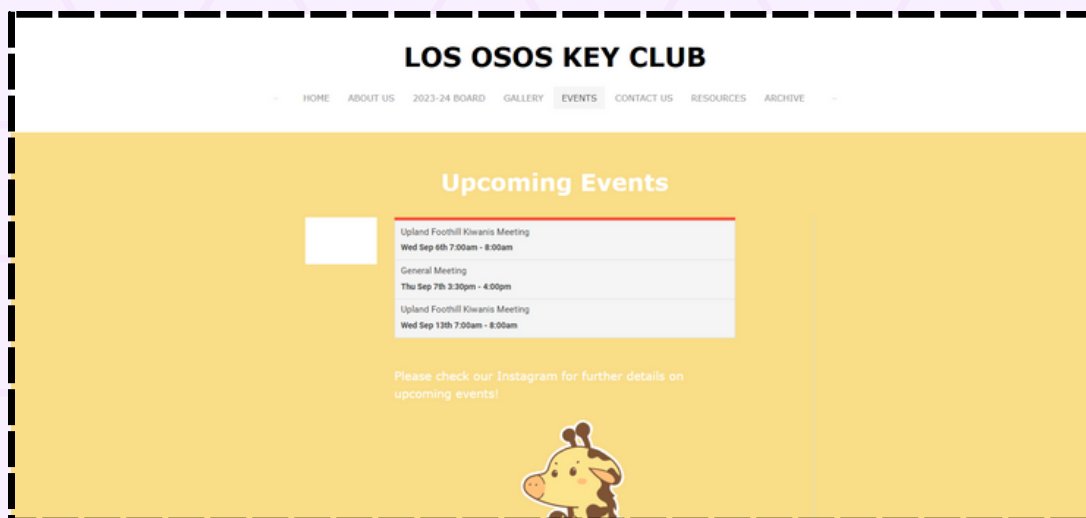 LOS OSOS KEY CLUB
HOME ABOUT US 2023-24 BOARD GALLERY EVENTS CONTACT US RESOURCES ARCHIVE
Upcoming Events
Upland Foothill Kiwanis Meeting
Wed Sep 6th 7:00am - 8:00am
General Meeting
Thu Sep 7th 3:30pm - 4:00pm
Upland Foothill Kiwanis Meeting
Wed Sep 13th 7:00am - 8:00am
Please check our Instagram for further details on
upcoming events!